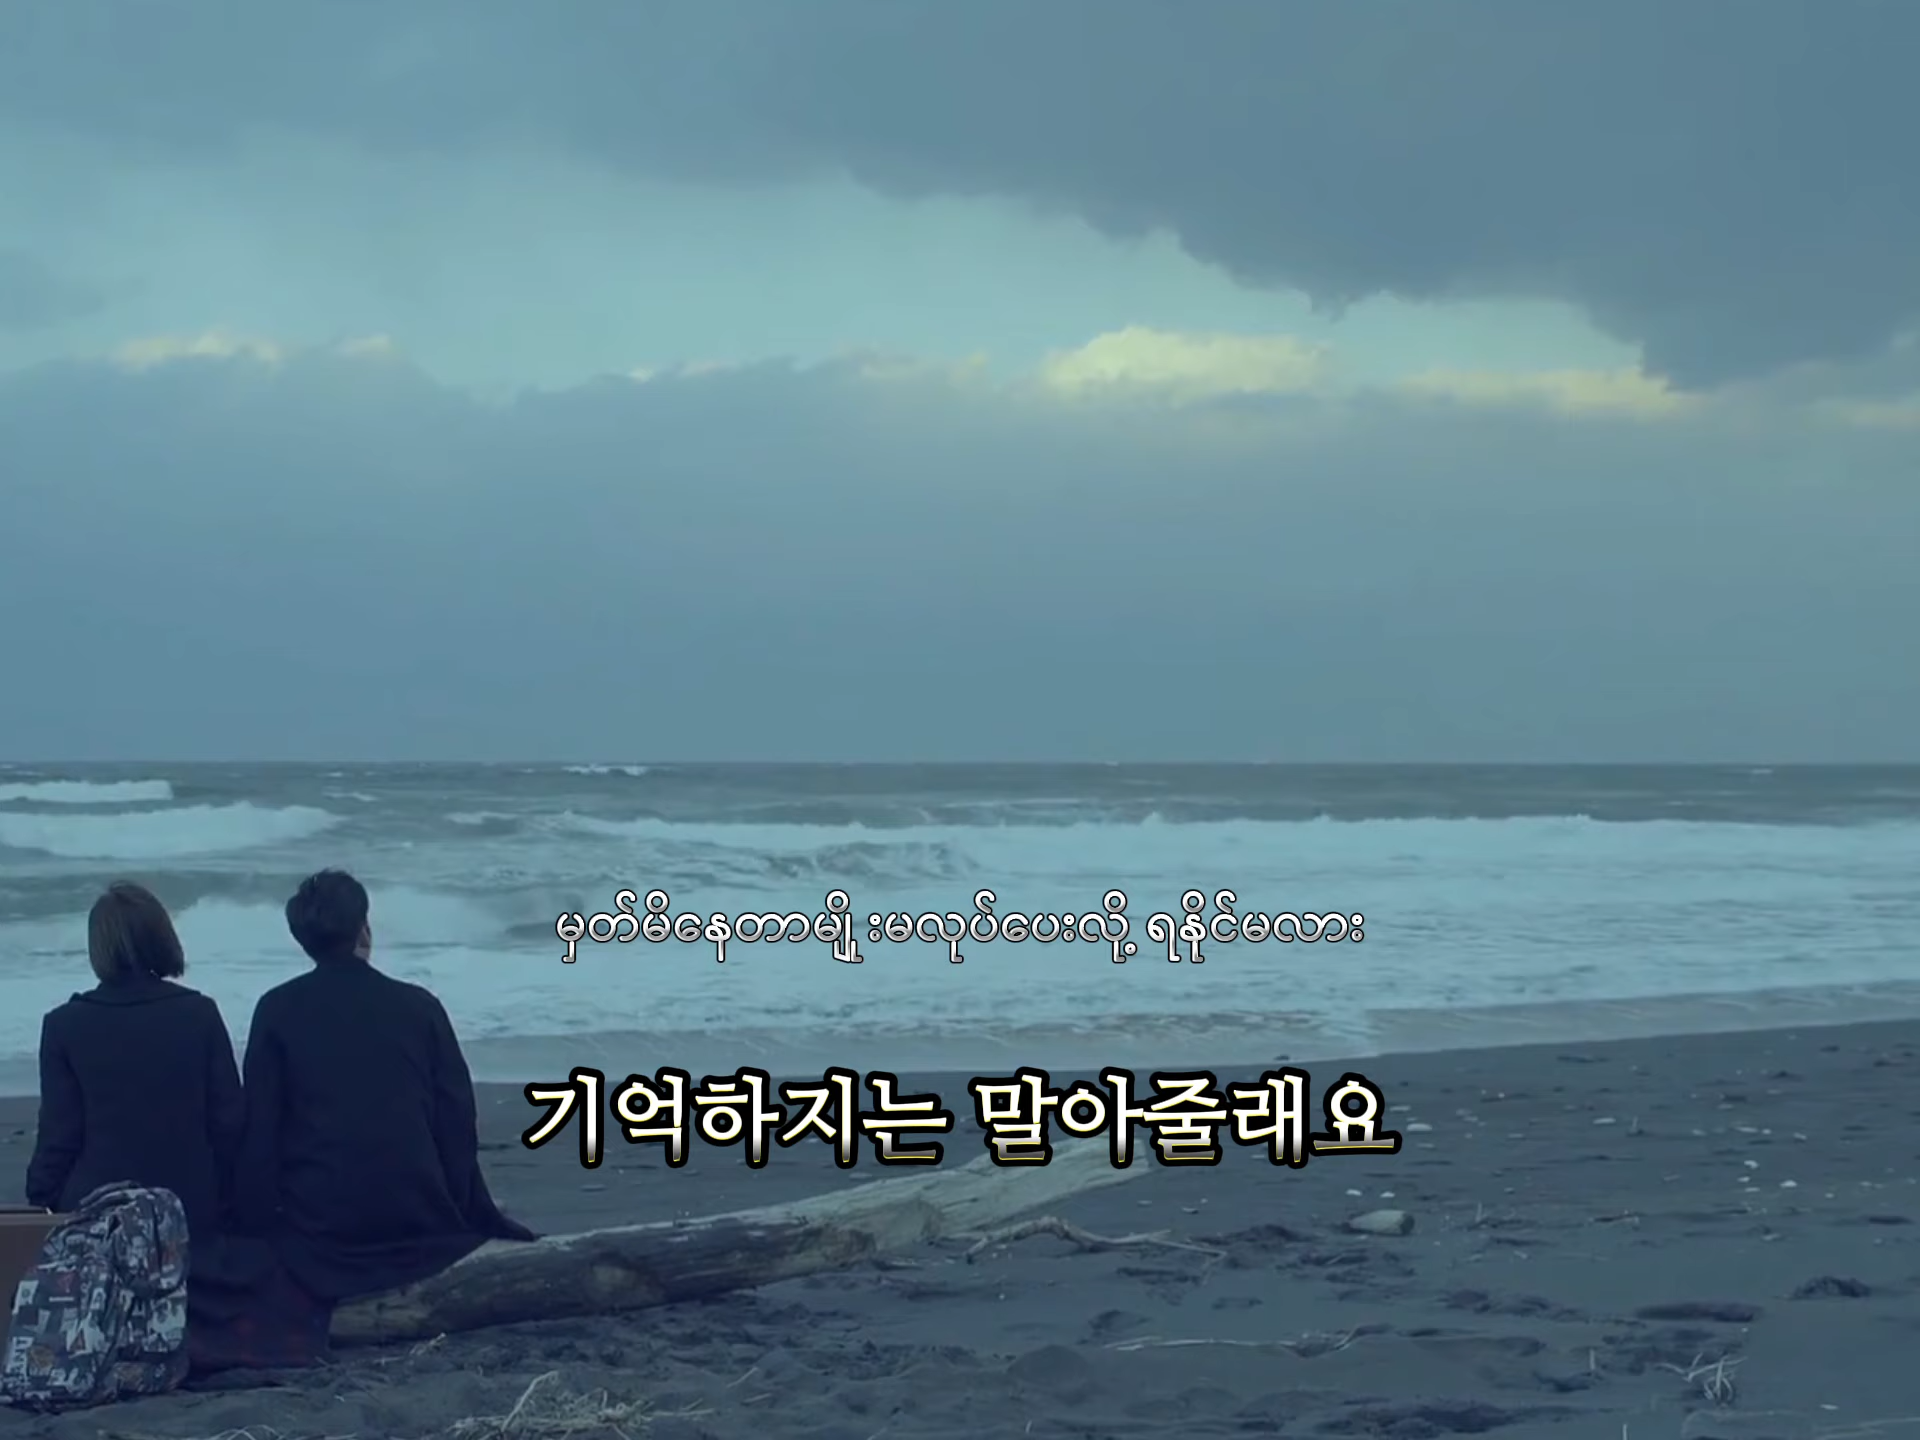 မှတ်မိနေတာမျိုးမလုပ်ပေးလို့ ရနိုင်မလား
기억하지는 말아줄래요